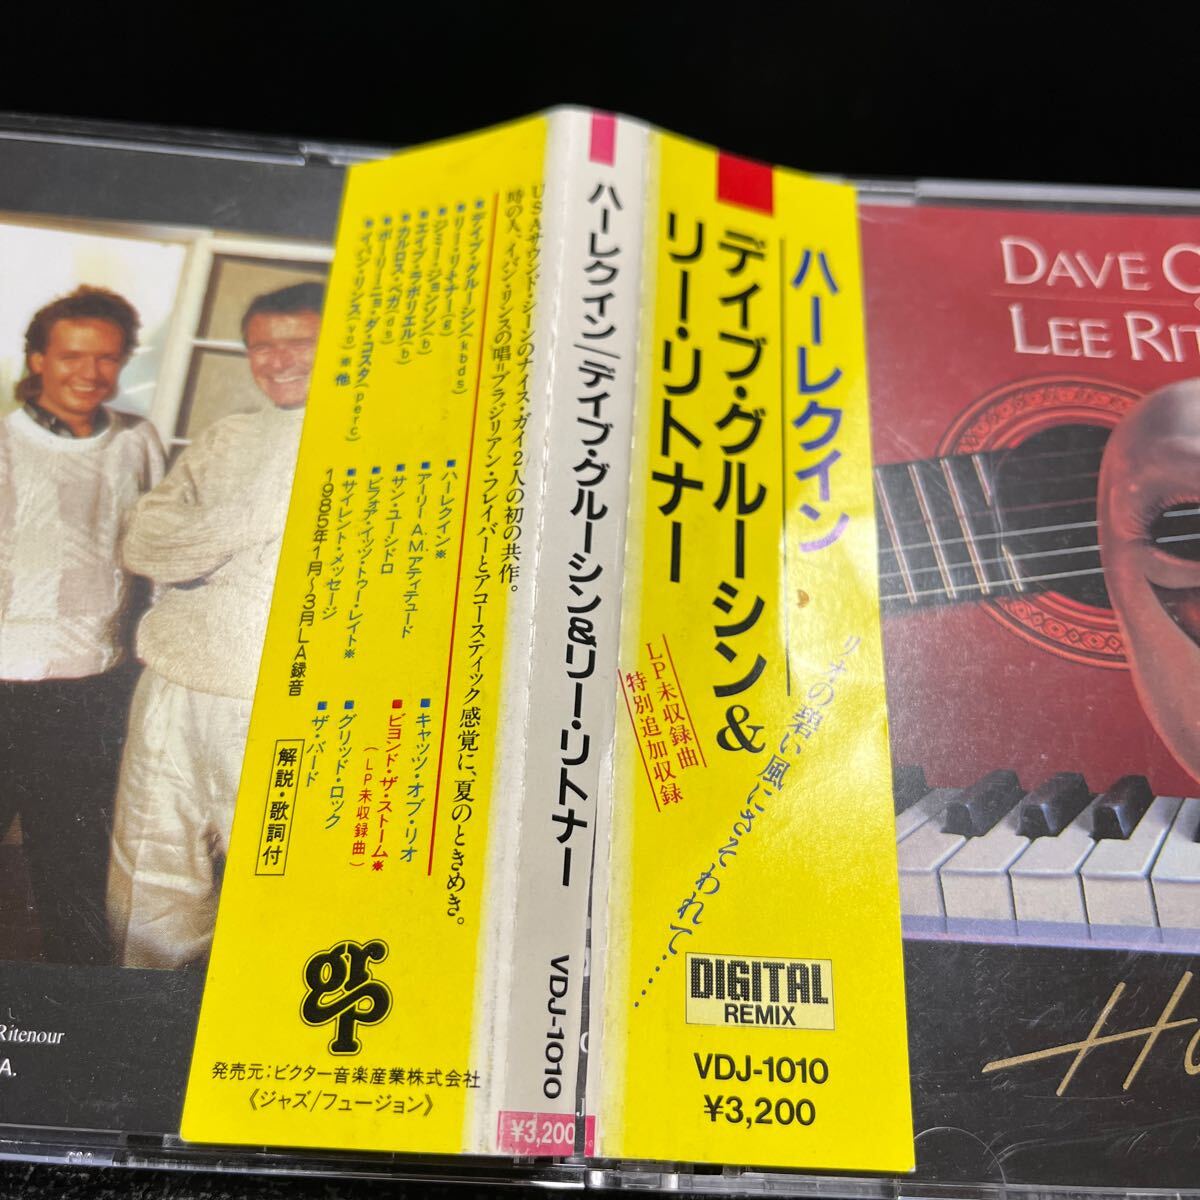 ハーレクイン
デイブ・グルーシン&
リー・リトナー
リオの碧い風にさそわれて……
LP未収録曲
特別追加収録
DIGITAL
REMIX
VDJ-1010
¥3,200
ハーレクイン/デイブ・グルーシン&リー・リトナー
VDJ-1010
¥3,200
USAサウンド・シーンのナイス・ガイ2人の初の共作。
時の人、イバン・リンスの唱=ブラジリアン・フレイバーとアコースティック感覚に、夏のときめき。
■デイブ・グルーシン(kbds)
■リー・リトナー(g)
■ジミー・ジョンソン(b)
■エイブ・ラボリエル(b)
■カルロス・ベガ(ds)
■ポーリーニョ・ダ・コスタ(perc)
■イバン・リンス(vo)※ 他
■ハーレクイン※
■アーリーA.M.アティテュード
■サン・ユーシドロ
■ビフォア・イッツ・トゥー・レイト※
■サイレント・メッセージ
■キャッツ・オブ・リオ
■ビヨンド・ザ・ストーム※
(LP未収録曲)
■グリッド・ロック
■ザ・バード
1985年1月〜3月LA録音
解説・歌詞付
grp
発売元:ビクター音楽産業株式会社
《ジャズ/フュージョン》
DAVE G
LEE RIT
Ha
Ritenour
A.